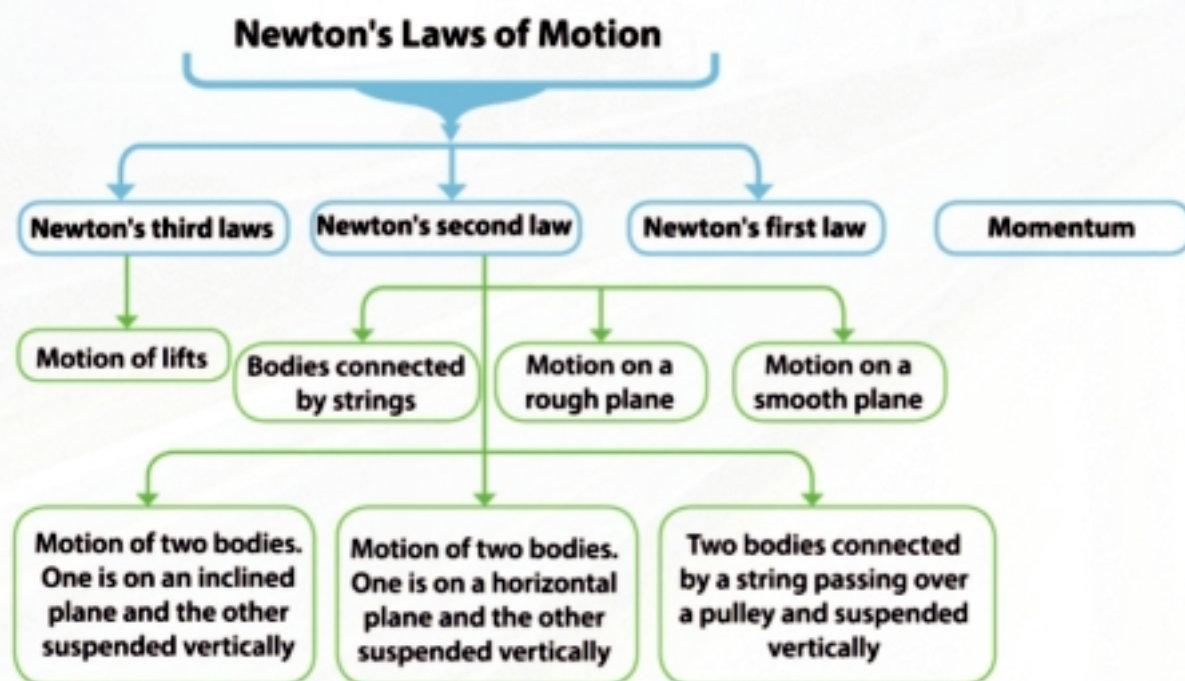 Newton's Laws of Motion
Newton's third laws
Newton's second law
Newton's first law
Momentum
Motion of lifts
Bodies connected
by strings
Motion on a
rough plane
Motion on a
smooth plane
Motion of two bodies.
One is on an inclined
plane and the other
suspended vertically
Motion of two bodies.
One is on a horizontal
plane and the other
suspended vertically
Two bodies connected
by a string passing over
a pulley and suspended
vertically